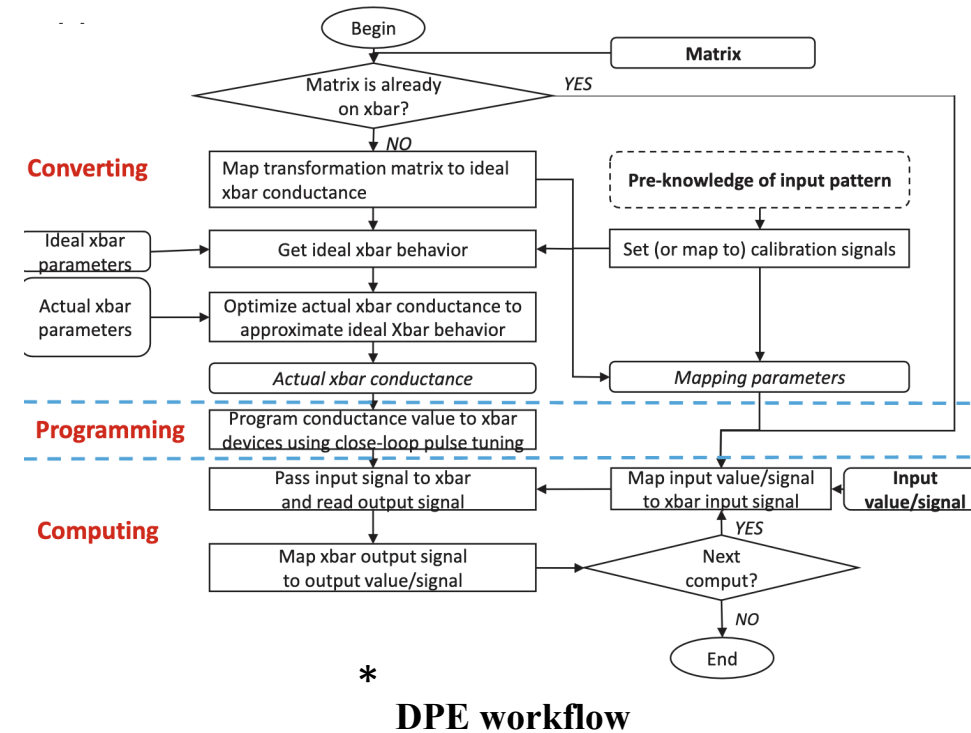 Begin
Matrix
Matrix is already
on xbar?
YES
NO
Converting
Map transformation matrix to ideal
xbar conductance
Pre-knowledge of input pattern
Ideal xbar
parameters
Get ideal xbar behavior
Set (or map to) calibration signals
Actual xbar
parameters
Optimize actual xbar conductance to
approximate ideal Xbar behavior
Actual xbar conductance
Mapping parameters
Programming
Program conductance value to xbar
devices using close-loop pulse tuning
Pass input signal to xbar
and read output signal
Map input value/signal
to xbar input signal
Input
value/signal
Computing
YES
Map xbar output signal
to output value/signal
Next
comput?
NO
End
*
DPE workflow